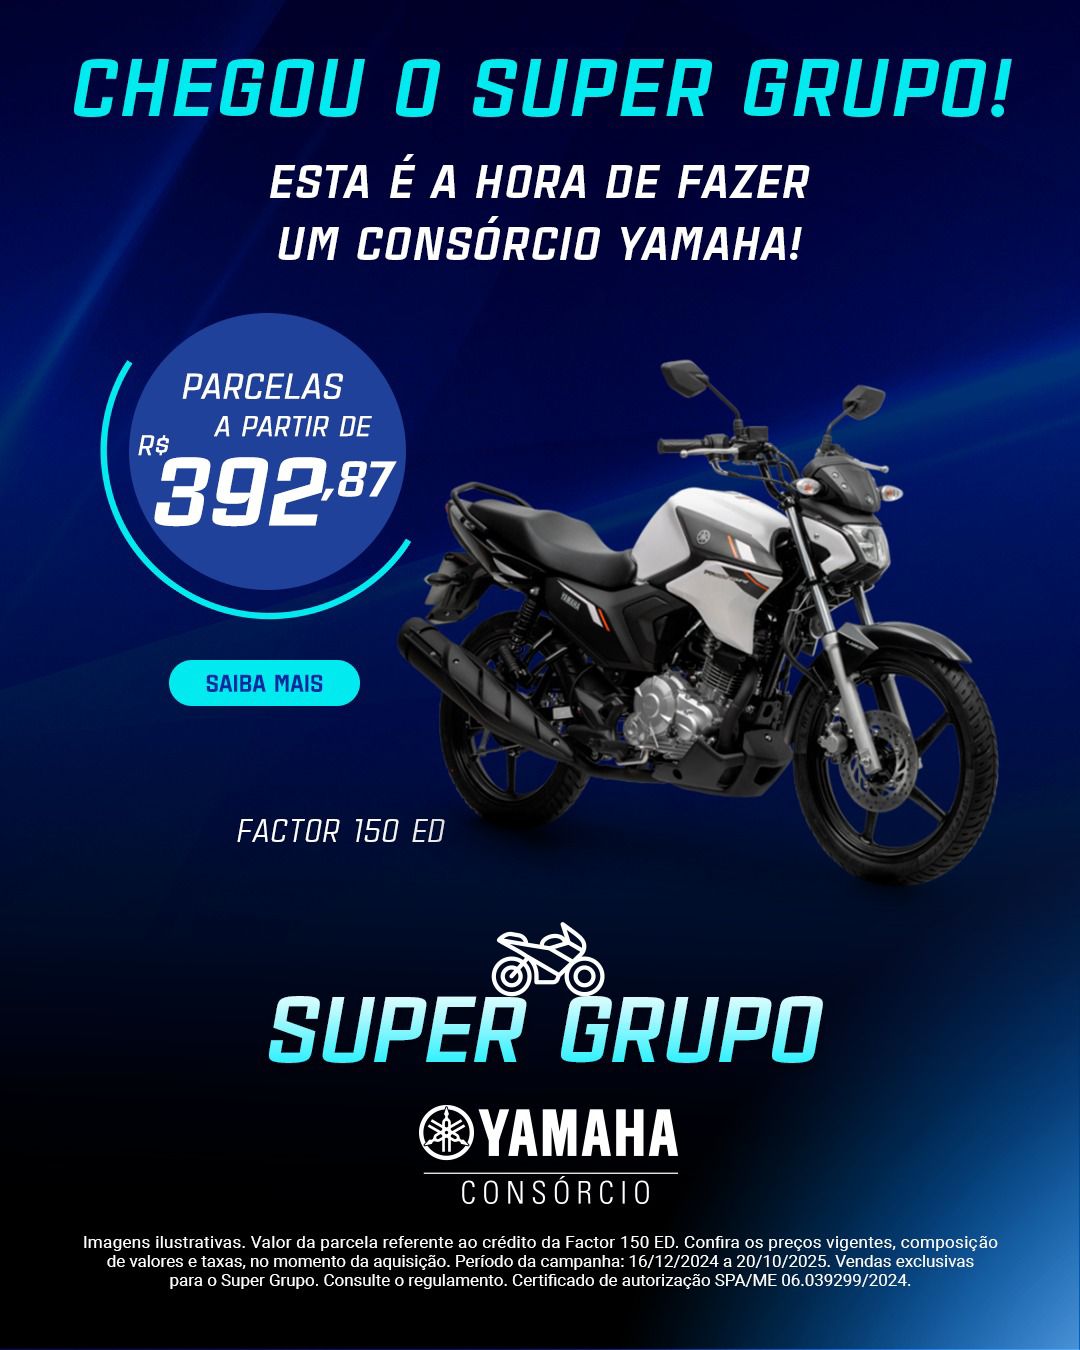 CHEGOU O SUPER GRUPO!
ESTA É A HORA DE FAZER
UM CONSÓRCIO YAMAHA!
PARCELAS
A PARTIR DE
R$ 392,87
SAIBA MAIS
YAMAHA
FACTOR 150 ED
SUPER GRUPO
YAMAHA
CONSÓRCIO
Imagens ilustrativas. Valor da parcela referente ao crédito da Factor 150 ED. Confira os preços vigentes, composição
de valores e taxas, no momento da aquisição. Período da campanha: 16/12/2024 a 20/10/2025. Vendas exclusivas
para o Super Grupo. Consulte o regulamento. Certificado de autorização SPA/ME 06.039299/2024.